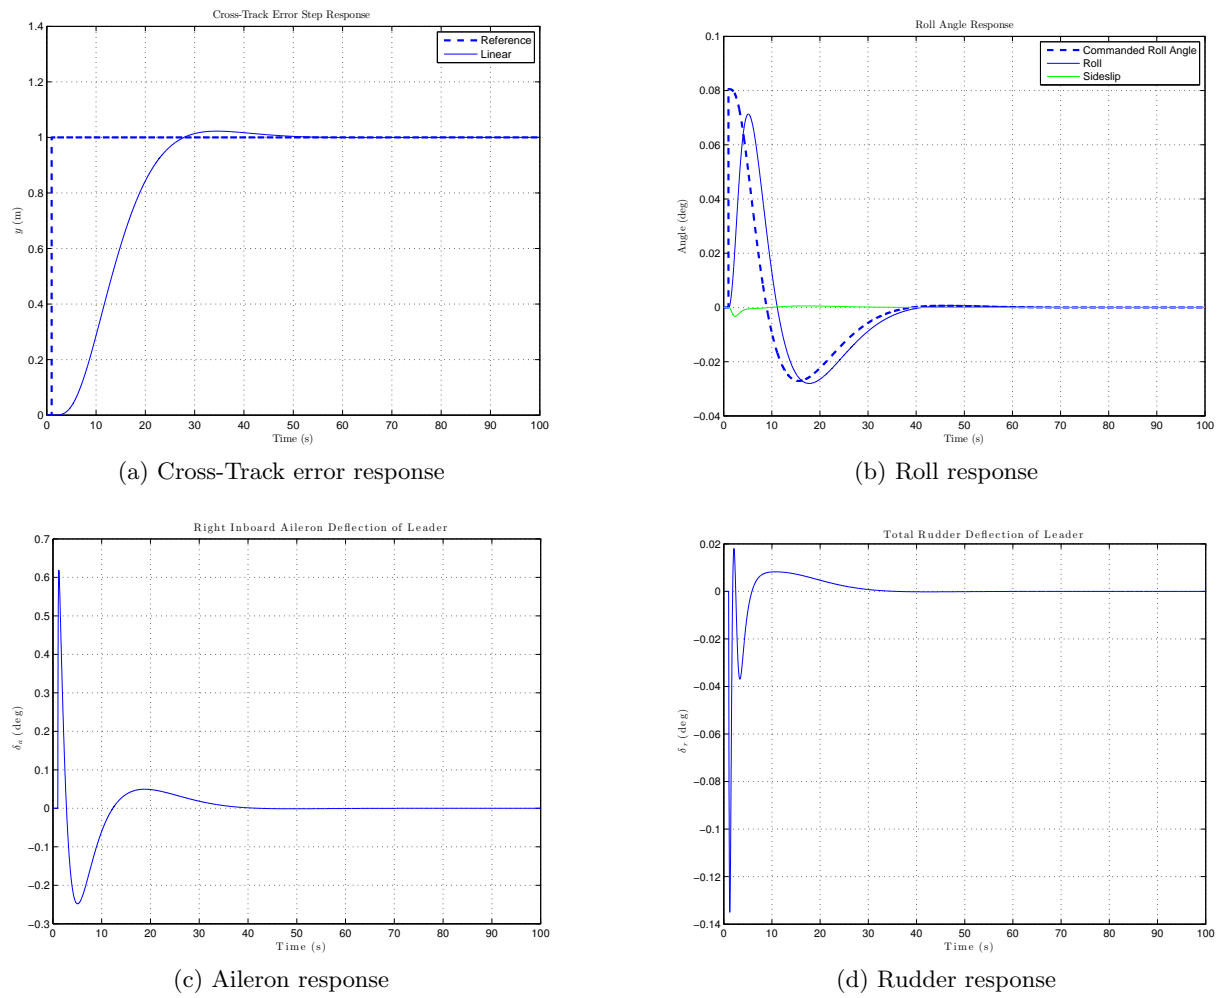 Cross-Track Error Step Response
1.4
1.2
1
0.8
0.6
0.4
0.2
0
y (m)
Reference
Linear
0 10 20 30 40 50 60 70 80 90 100
Time (s)
(a) Cross-Track error response
Roll Angle Response
0.1
0.08
0.06
0.04
0.02
0
−0.02
−0.04
Angle (deg)
Commanded Roll Angle
Roll
Sideslip
0 10 20 30 40 50 60 70 80 90 100
Time (s)
(b) Roll response
Right Inboard Aileron Deflection of Leader
0.7
0.6
0.5
0.4
0.3
0.2
0.1
0
−0.1
−0.2
−0.3
δa (deg)
0 10 20 30 40 50 60 70 80 90 100
Time (s)
(c) Aileron response
Total Rudder Deflection of Leader
0.02
0
−0.02
−0.04
−0.06
−0.08
−0.1
−0.12
−0.14
δr (deg)
0 10 20 30 40 50 60 70 80 90 100
Time (s)
(d) Rudder response